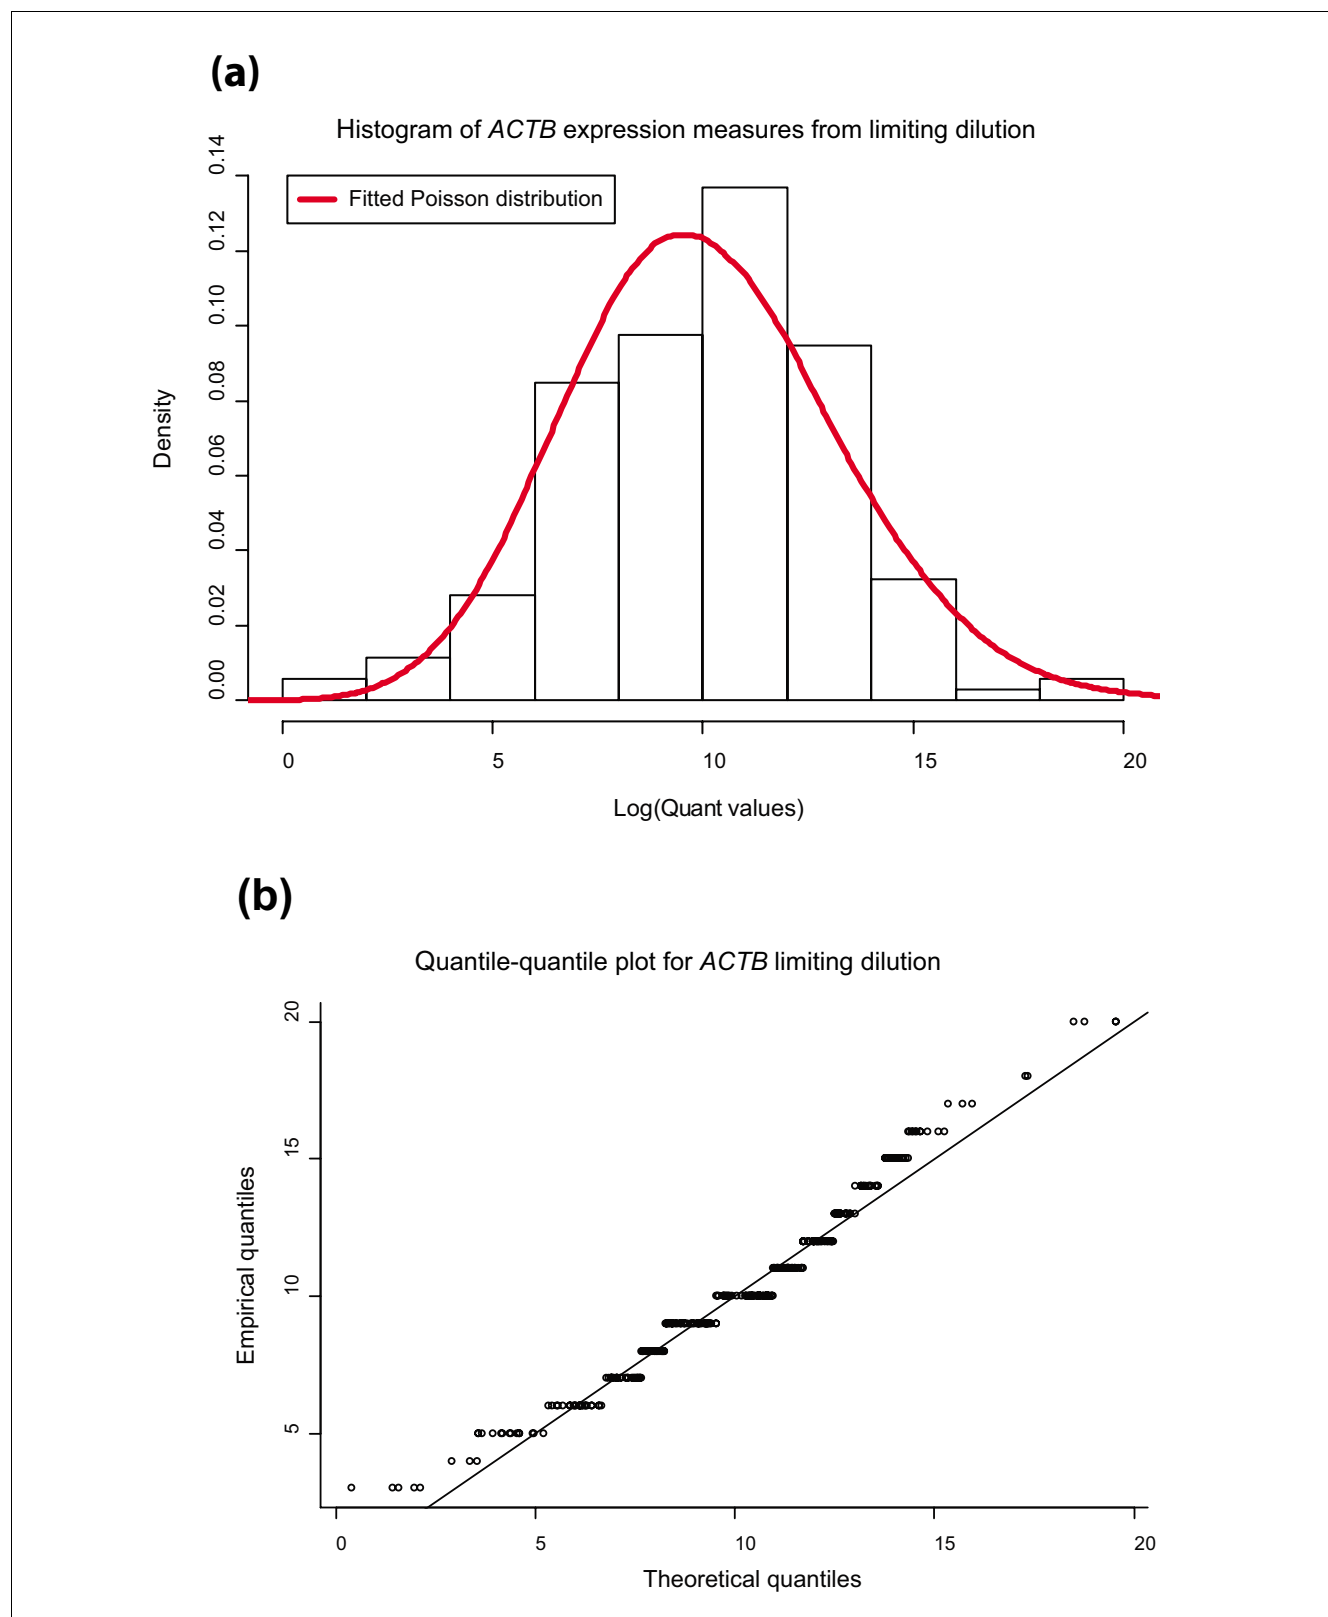 (a)
Histogram of ACTB expression measures from limiting dilution
Fitted Poisson distribution
0.14
0.12
0.10
0.08
0.06
0.04
0.02
0.00
Density
0 5 10 15 20
Log(Quant values)
(b)
Quantile-quantile plot for ACTB limiting dilution
20
15
10
5
Empirical quantiles
0 5 10 15 20
Theoretical quantiles